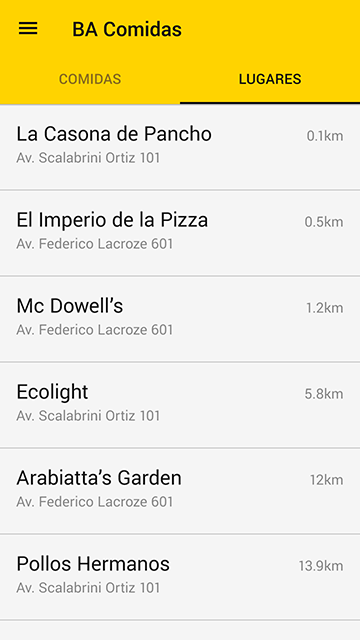 BA Comidas
COMIDAS
LUGARES
La Casona de Pancho 0.1km
Av. Scalabrini Ortiz 101
El Imperio de la Pizza 0.5km
Av. Federico Lacroze 601
Mc Dowell's 1.2km
Av. Federico Lacroze 601
Ecolight 5.8km
Av. Scalabrini Ortiz 101
Arabiatta's Garden 12km
Av. Federico Lacroze 601
Pollos Hermanos 13.9km
Av. Scalabrini Ortiz 101